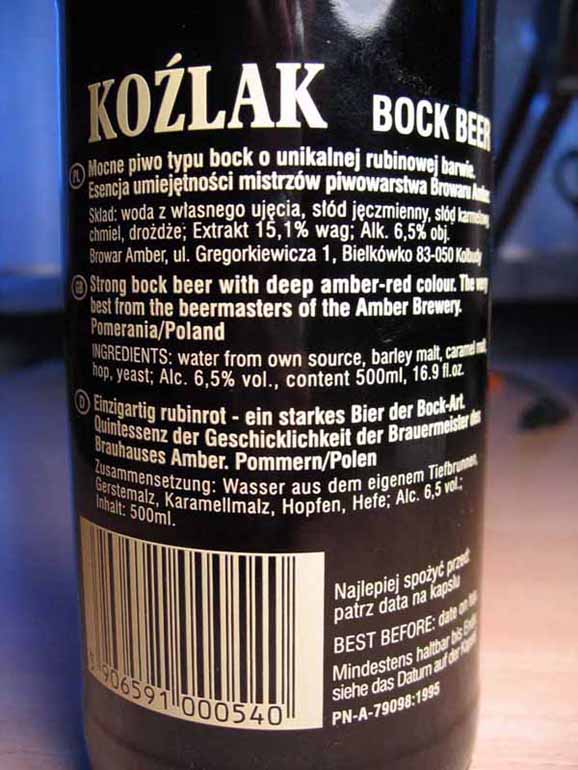 KOŹLAK BOCK BEER
PL Mocne piwo typu bock o unikalnej rubinowej barwie.
Esencja umiejętności mistrzów piwowarstwa Browaru Amber
Skład: woda z własnego ujęcia, słód jęczmienny, słód karmelowy,
chmiel, drożdże; Extrakt 15,1% wag; Alk. 6,5% obj.
Browar Amber, ul. Gregorkiewicza 1, Bielkówko 83-050 Kolbudy
GB Strong bock beer with deep amber-red colour. The very
best from the beermasters of the Amber Brewery.
Pomerania/Poland
INGREDIENTS: water from own source, barley malt, caramel malt,
hop, yeast; Alc. 6,5% vol., content 500ml, 16.9 fl.oz.
D Einzigartig rubinrot - ein starkes Bier der Bock-Art.
Quintessenz der Geschicklichkeit der Brauermeister des
Brauhauses Amber. Pommern/Polen
Zusammensetzung: Wasser aus dem eigenem Tiefbrunnen,
Gerstemalz, Karamellmalz, Hopfen, Hefe; Alc. 6,5 vol.;
Inhalt: 500ml.
5 906591 000540
Najlepiej spożyć przed:
patrz data na kapslu
BEST BEFORE: date on
Mindestens haltbar bis Ende
siehe das Datum auf der
PN-A-79098:1995